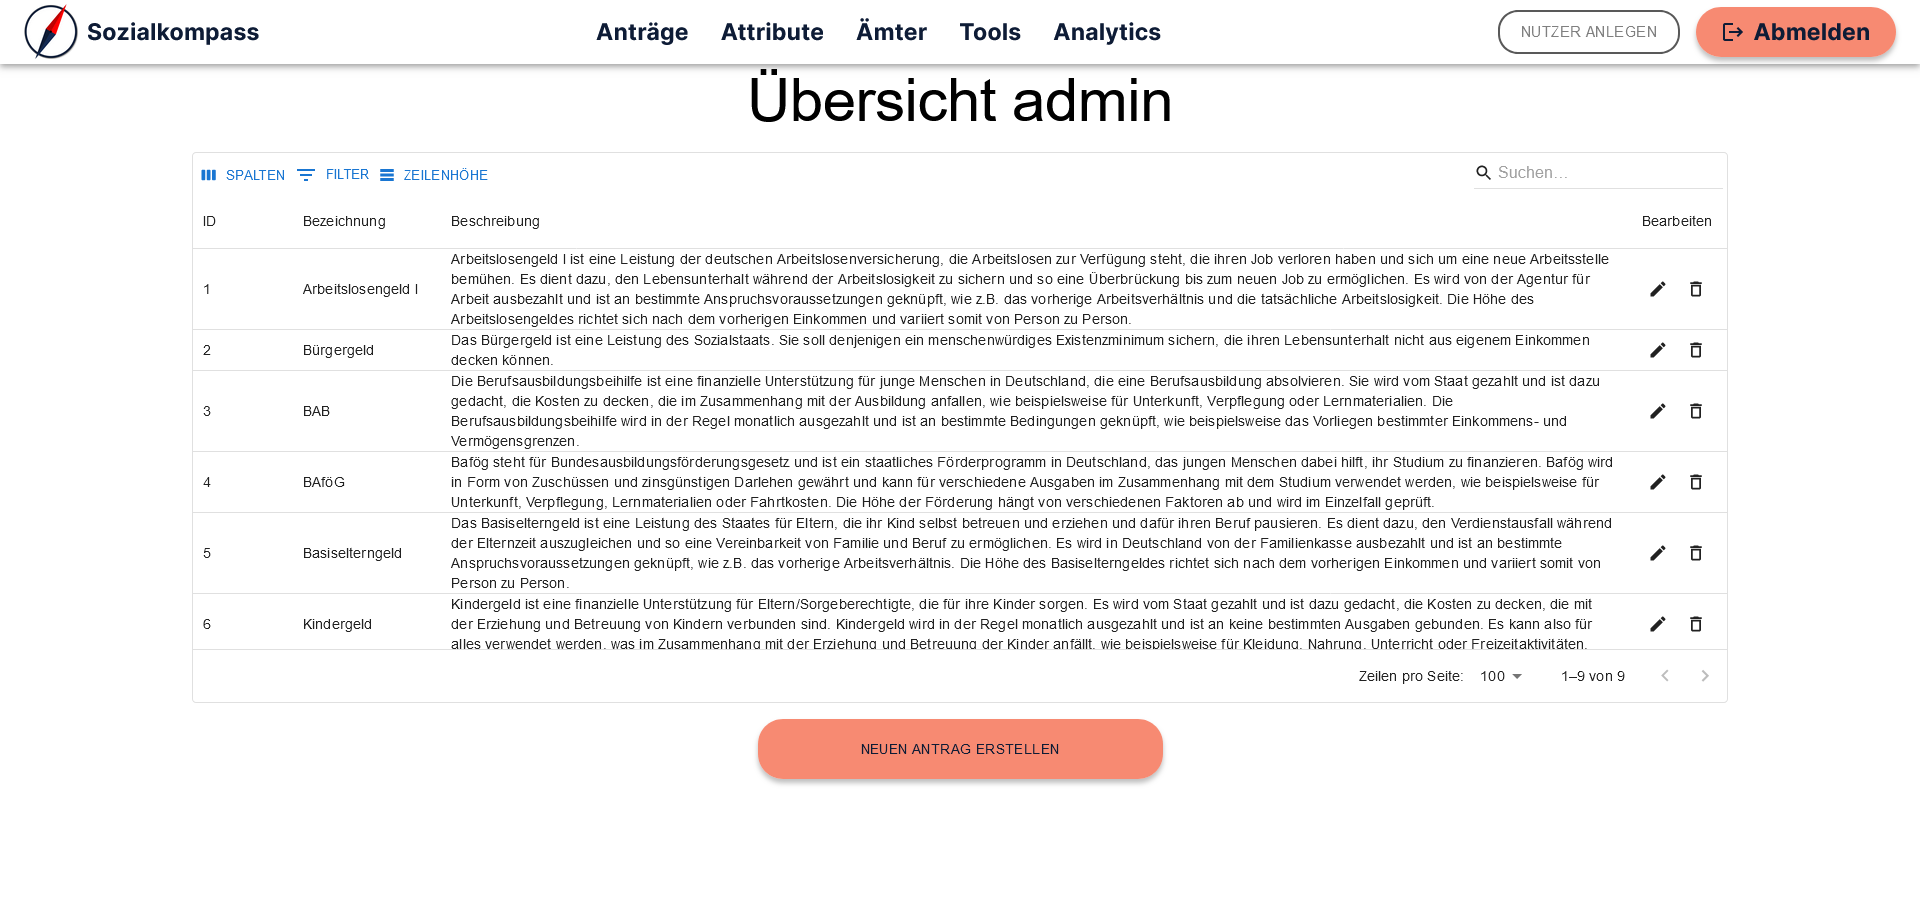 Sozialkompass
Anträge Attribute Ämter Tools Analytics
NUTZER ANLEGEN
Abmelden
Übersicht admin
SPALTEN FILTER ZEILENHÖHE
Suchen…
ID Bezeichnung Beschreibung Bearbeiten
1 Arbeitslosengeld I
Arbeitslosengeld I ist eine Leistung der deutschen Arbeitslosenversicherung, die Arbeitslosen zur Verfügung steht, die ihren Job verloren haben und sich um eine neue Arbeitsstelle
bemühen. Es dient dazu, den Lebensunterhalt während der Arbeitslosigkeit zu sichern und so eine Überbrückung bis zum neuen Job zu ermöglichen. Es wird von der Agentur für
Arbeit ausbezahlt und ist an bestimmte Anspruchsvoraussetzungen geknüpft, wie z.B. das vorherige Arbeitsverhältnis und die tatsächliche Arbeitslosigkeit. Die Höhe des
Arbeitslosengeldes richtet sich nach dem vorherigen Einkommen und variiert somit von Person zu Person.
2 Bürgergeld
Das Bürgergeld ist eine Leistung des Sozialstaats. Sie soll denjenigen ein menschenwürdiges Existenzminimum sichern, die ihren Lebensunterhalt nicht aus eigenem Einkommen
decken können.
3 BAB
Die Berufsausbildungsbeihilfe ist eine finanzielle Unterstützung für junge Menschen in Deutschland, die eine Berufsausbildung absolvieren. Sie wird vom Staat gezahlt und ist dazu
gedacht, die Kosten zu decken, die im Zusammenhang mit der Ausbildung anfallen, wie beispielsweise für Unterkunft, Verpflegung oder Lernmaterialien. Die
Berufsausbildungsbeihilfe wird in der Regel monatlich ausgezahlt und ist an bestimmte Bedingungen geknüpft, wie beispielsweise das Vorliegen bestimmter Einkommens- und
Vermögensgrenzen.
4 BAföG
Bafög steht für Bundesausbildungsförderungsgesetz und ist ein staatliches Förderprogramm in Deutschland, das jungen Menschen dabei hilft, ihr Studium zu finanzieren. Bafög wird
in Form von Zuschüssen und zinsgünstigen Darlehen gewährt und kann für verschiedene Ausgaben im Zusammenhang mit dem Studium verwendet werden, wie beispielsweise für
Unterkunft, Verpflegung, Lernmaterialien oder Fahrtkosten. Die Höhe der Förderung hängt von verschiedenen Faktoren ab und wird im Einzelfall geprüft.
5 Basiselterngeld
Das Basiselterngeld ist eine Leistung des Staates für Eltern, die ihr Kind selbst betreuen und erziehen und dafür ihren Beruf pausieren. Es dient dazu, den Verdienstausfall während
der Elternzeit auszugleichen und so eine Vereinbarkeit von Familie und Beruf zu ermöglichen. Es wird in Deutschland von der Familienkasse ausbezahlt und ist an bestimmte
Anspruchsvoraussetzungen geknüpft, wie z.B. das vorherige Arbeitsverhältnis. Die Höhe des Basiselterngeldes richtet sich nach dem vorherigen Einkommen und variiert somit von
Person zu Person.
6 Kindergeld
Kindergeld ist eine finanzielle Unterstützung für Eltern/Sorgeberechtigte, die für ihre Kinder sorgen. Es wird vom Staat gezahlt und ist dazu gedacht, die Kosten zu decken, die mit
der Erziehung und Betreuung von Kindern verbunden sind. Kindergeld wird in der Regel monatlich ausgezahlt und ist an keine bestimmten Ausgaben gebunden. Es kann also für
alles verwendet werden, was im Zusammenhang mit der Erziehung und Betreuung der Kinder anfällt, wie beispielsweise für Kleidung, Nahrung, Unterricht oder Freizeitaktivitäten.
Zeilen pro Seite: 100 1–9 von 9
NEUEN ANTRAG ERSTELLEN